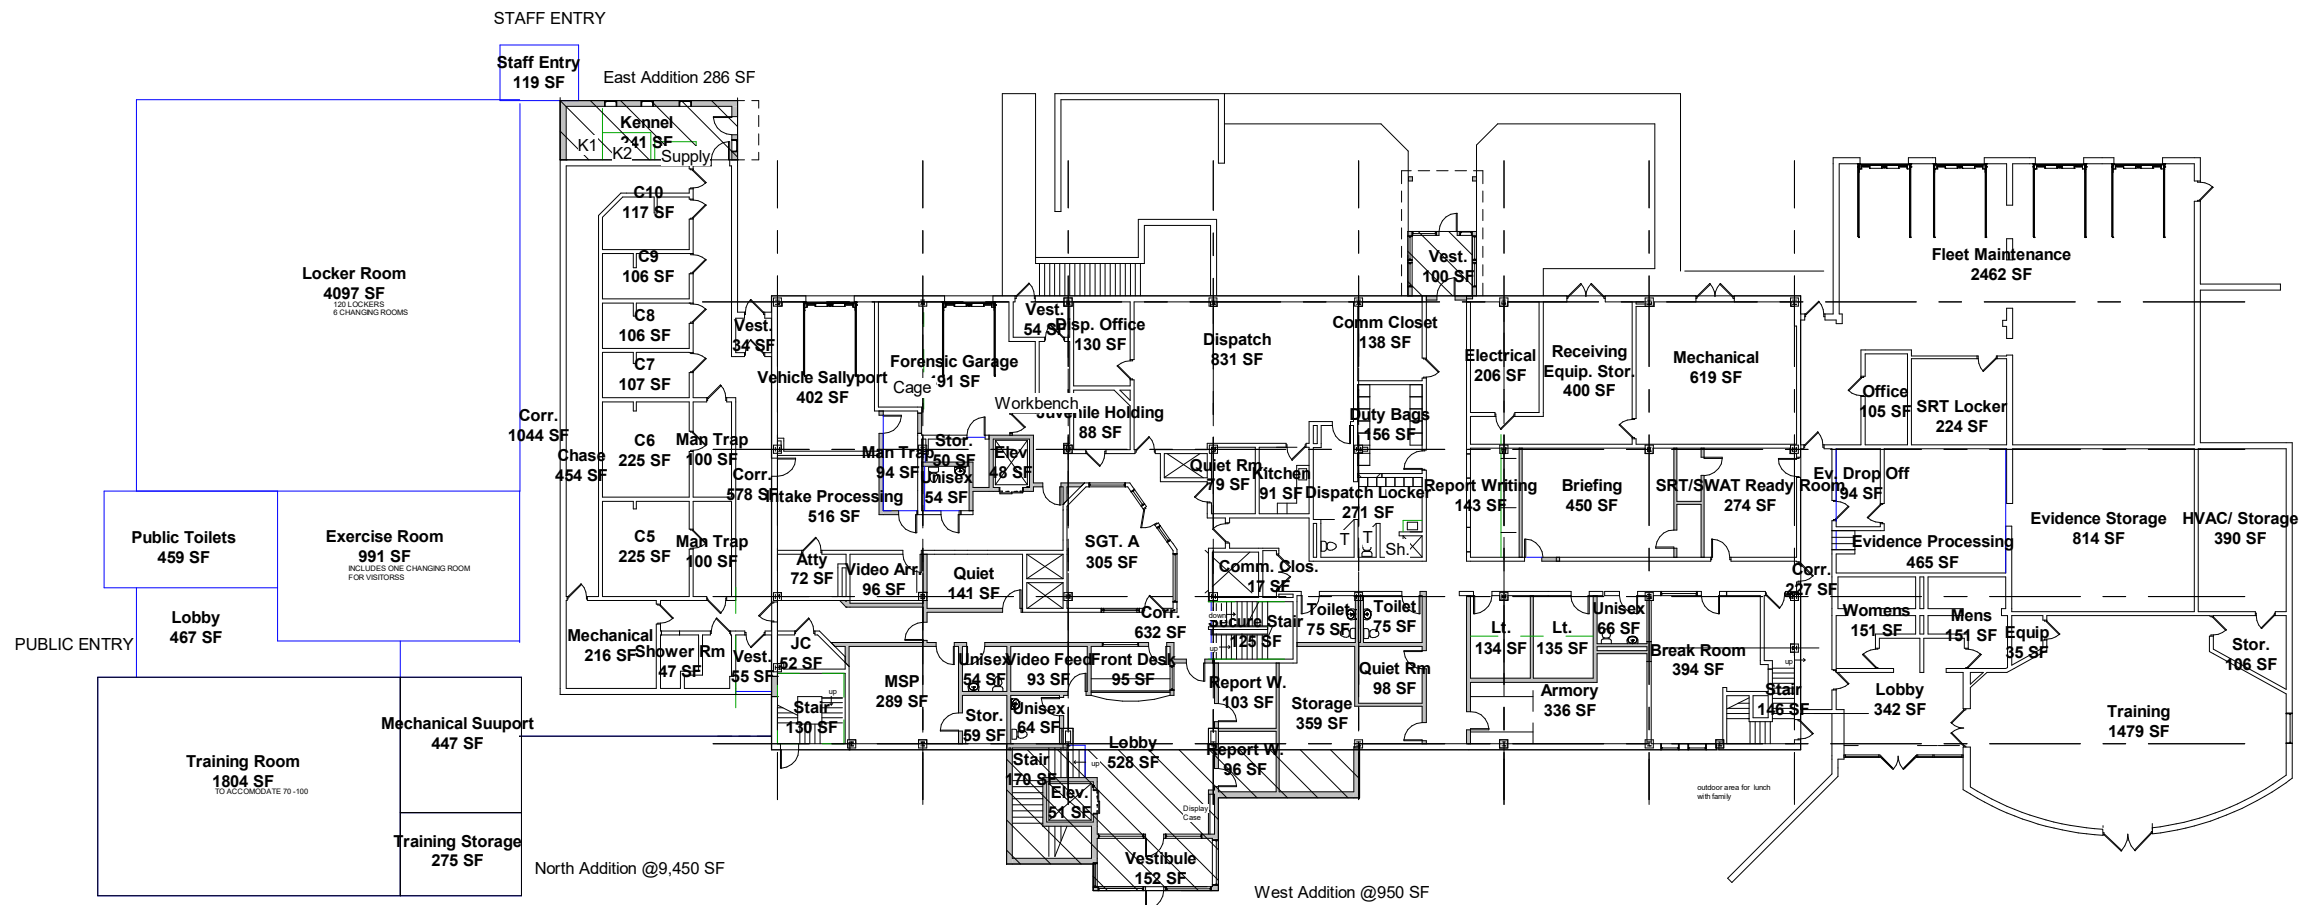 STAFF ENTRY
Staff Entry
119 SF
East Addition 286 SF
Kennel
241 SF
K1
K2
Supply
C10
117 SF
C9
106 SF
C8
106 SF
C7
107 SF
C6
225 SF
C5
225 SF
Man Trap
100 SF
Man Trap
100 SF
Corr.
1044 SF
Chase
454 SF
Corr.
578 SF
Vest.
34 SF
Mechanical
216 SF
Shower Rm
47 SF
Vest.
55 SF
Locker Room
4097 SF
120 LOCKERS
6 CHANGING ROOMS
Public Toilets
459 SF
Exercise Room
991 SF
INCLUDES ONE CHANGING ROOM
FOR VISITORSS
Lobby
467 SF
PUBLIC ENTRY
Mechanical Suuport
447 SF
Training Room
1804 SF
TO ACCOMODATE 70 -100
Training Storage
275 SF
North Addition @9,450 SF
Vehicle Sallyport
402 SF
Forensic Garage
Cage
Workbench
Vest.
54 SF
Disp. Office
130 SF
Juvenile Holding
88 SF
Dispatch
831 SF
Comm Closet
138 SF
Duty Bags
156 SF
Vest.
100 SF
Electrical
206 SF
Receiving
Equip. Stor.
400 SF
Mechanical
619 SF
Man Trap
94 SF
Stor.
50 SF
Unisex
54 SF
Elev
48 SF
Intake Processing
516 SF
Atty
72 SF
Video Arr.
96 SF
Quiet
141 SF
SGT. A
305 SF
Quiet Rm.
79 SF
Kitchen
91 SF
Dispatch Locker
271 SF
T
T
Sh.
Comm. Clos.
17 SF
Report Writing
143 SF
Briefing
450 SF
SRT/SWAT Ready Room
274 SF
Corr.
632 SF
down
up
Secure Stair
125 SF
Toilet
75 SF
Toilet
75 SF
Quiet Rm
98 SF
Lt.
134 SF
Lt.
135 SF
Unisex
66 SF
Break Room
394 SF
Armory
336 SF
up
Stair
146 SF
Corr.
227 SF
JC
52 SF
up
Stair
130 SF
MSP
289 SF
Unisex
54 SF
Video Feed
93 SF
Front Desk
95 SF
Stor.
59 SF
Unisex
64 SF
Report W.
103 SF
Storage
359 SF
Report W.
96 SF
Stair
170 SF
up
Lobby
528 SF
Elev.
51 SF
Display
Case
Vestibule
152 SF
West Addition @950 SF
outdoor area for lunch
with family
Fleet Maintenance
2462 SF
Office
105 SF
SRT Locker
224 SF
Ev. Drop Off
94 SF
Evidence Processing
465 SF
Evidence Storage
814 SF
HVAC/ Storage
390 SF
Womens
151 SF
Mens
151 SF
Equip
35 SF
Stor.
106 SF
Lobby
342 SF
Training
1479 SF